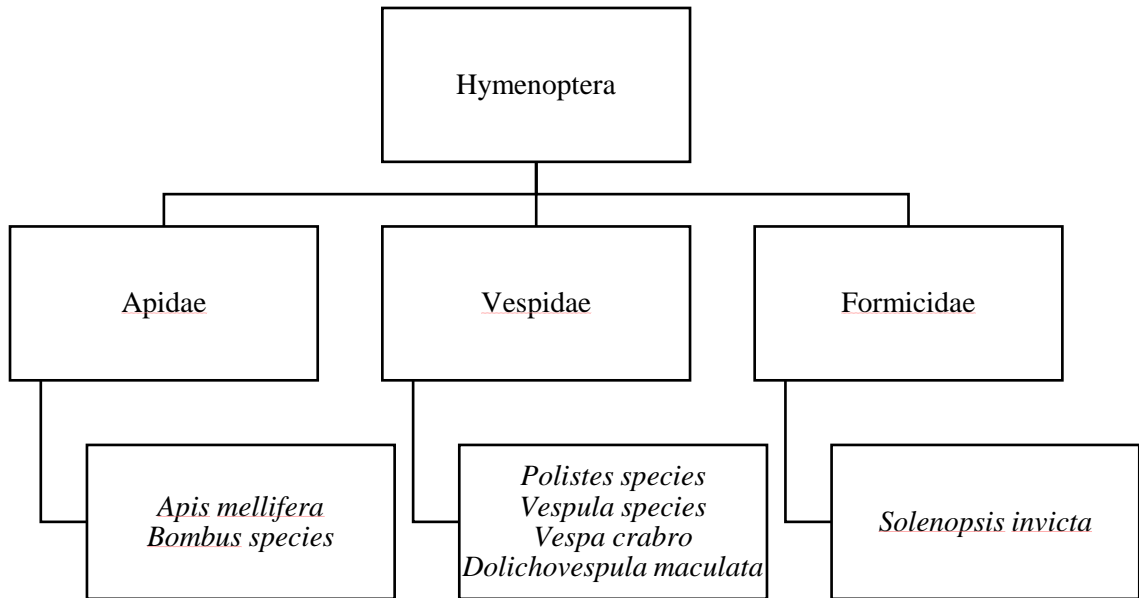 Hymenoptera
Apidae
Vespidae
Formicidae
Apis mellifera
Bombus species
Polistes species
Vespula species
Vespa crabro
Dolichovespula maculata
Solenopsis invicta